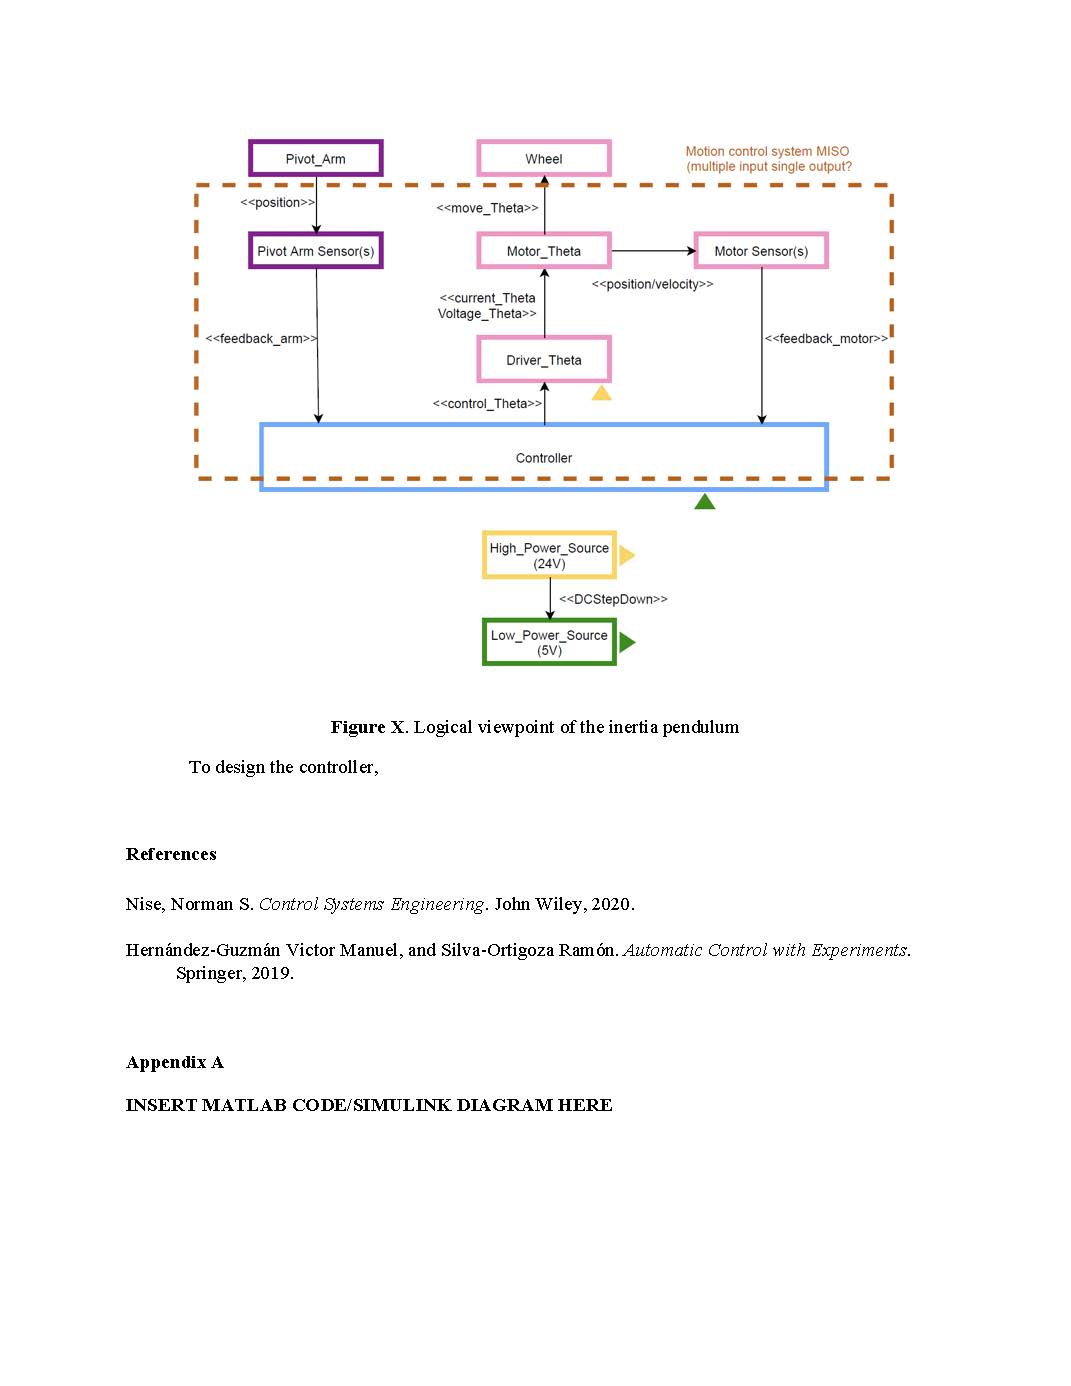 Pivot_Arm
Wheel
Motion control system MISO
(multiple input single output?
<<position>>
<<move_Theta>>
Pivot Arm Sensor(s)
Motor_Theta
Motor Sensor(s)
<<position/velocity>>
<<current_Theta
Voltage_Theta>>
<<feedback_arm>>
<<feedback_motor>>
Driver_Theta
<<control_Theta>>
Controller
High_Power_Source
(24V)
<<DCStepDown>>
Low_Power_Source
(5V)
Figure X. Logical viewpoint of the inertia pendulum
To design the controller,
References
Nise, Norman S. Control Systems Engineering. John Wiley, 2020.
Hernández-Guzmán Victor Manuel, and Silva-Ortigoza Ramón. Automatic Control with Experiments.
Springer, 2019.
Appendix A
INSERT MATLAB CODE/SIMULINK DIAGRAM HERE